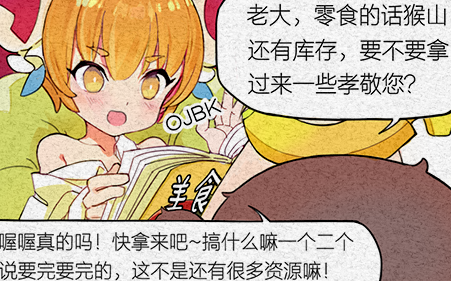 老大，零食的话猴山
还有库存，要不要拿
过来一些孝敬您？
OJBK
美食
喔喔真的吗！快拿来吧~搞什么嘛一个二个
说要完要完的，这不是还有很多资源嘛！